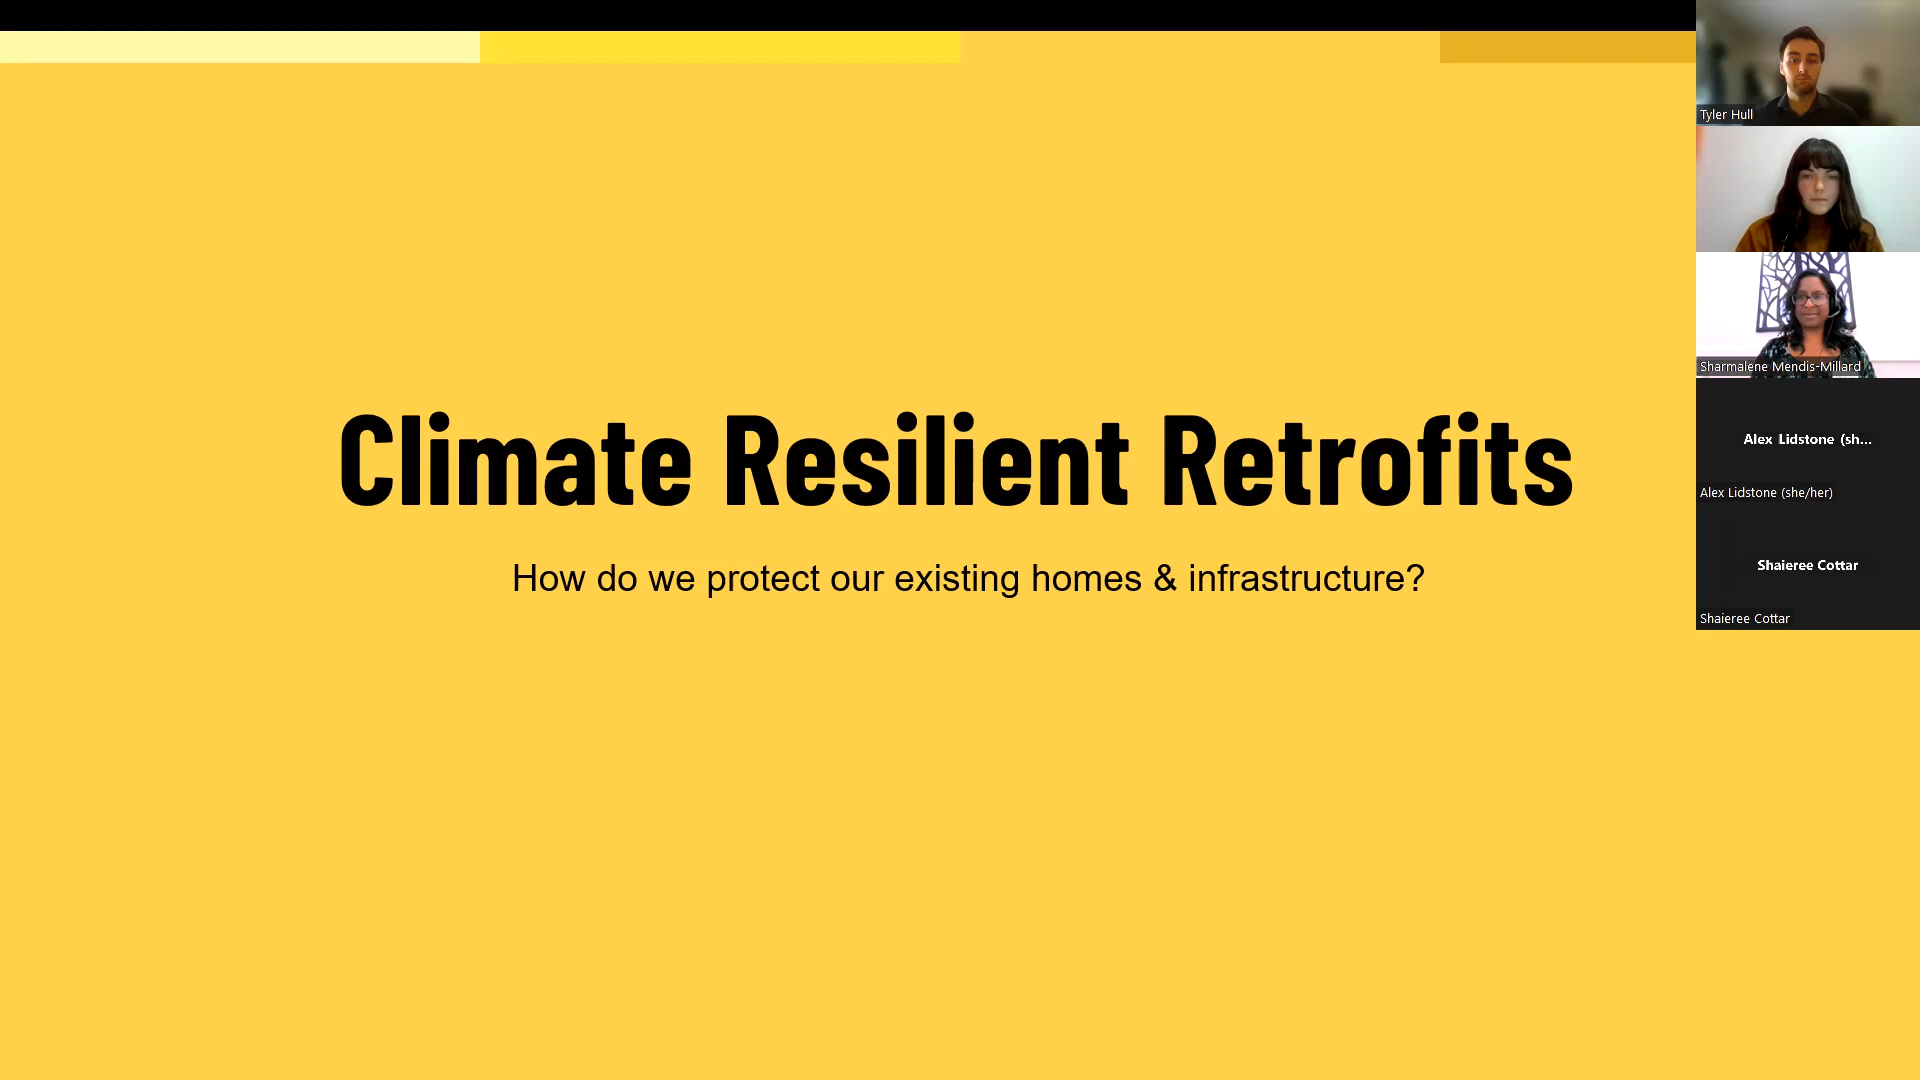 Climate Resilient Retrofits
How do we protect our existing homes & infrastructure?
Tyler Hull
Sharmalene Mendis-Millard
Alex Lidstone (sh...
Alex Lidstone (she/her)
Shaieree Cottar
Shaieree Cottar